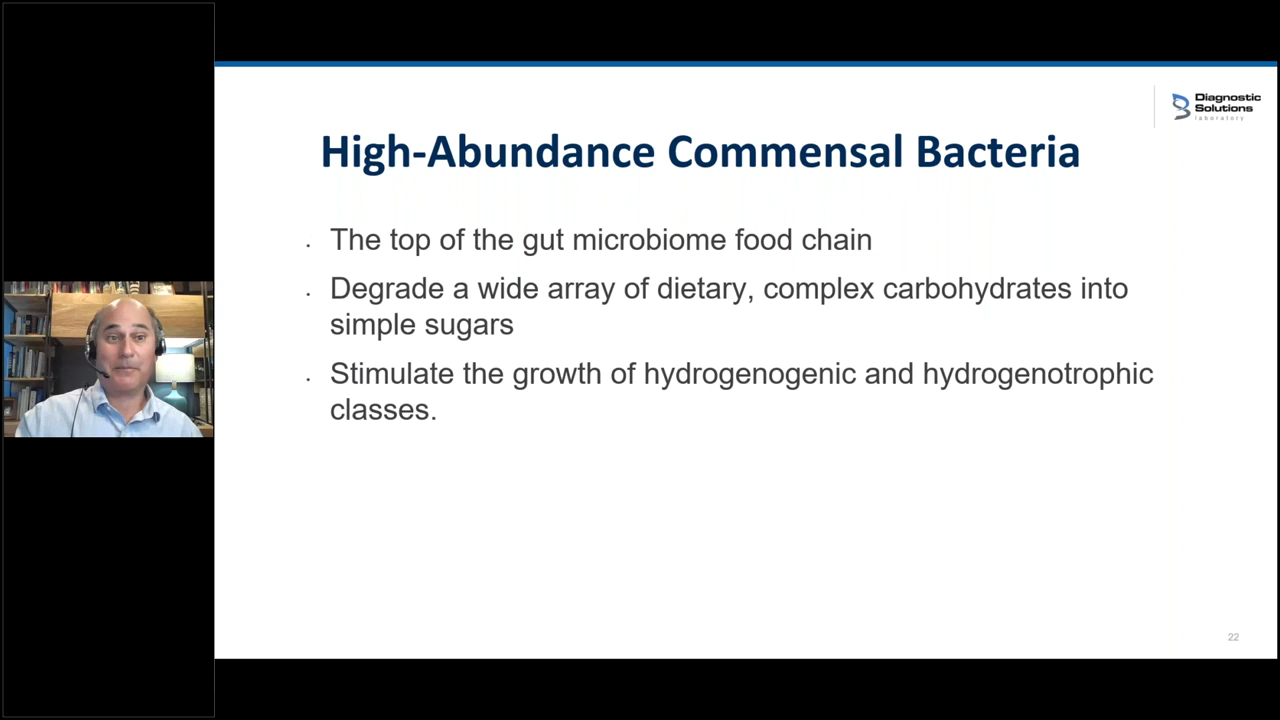 Diagnostic
Solutions
laboratory
High-Abundance Commensal Bacteria
· The top of the gut microbiome food chain
· Degrade a wide array of dietary, complex carbohydrates into
simple sugars
· Stimulate the growth of hydrogenogenic and hydrogenotrophic
classes.
22